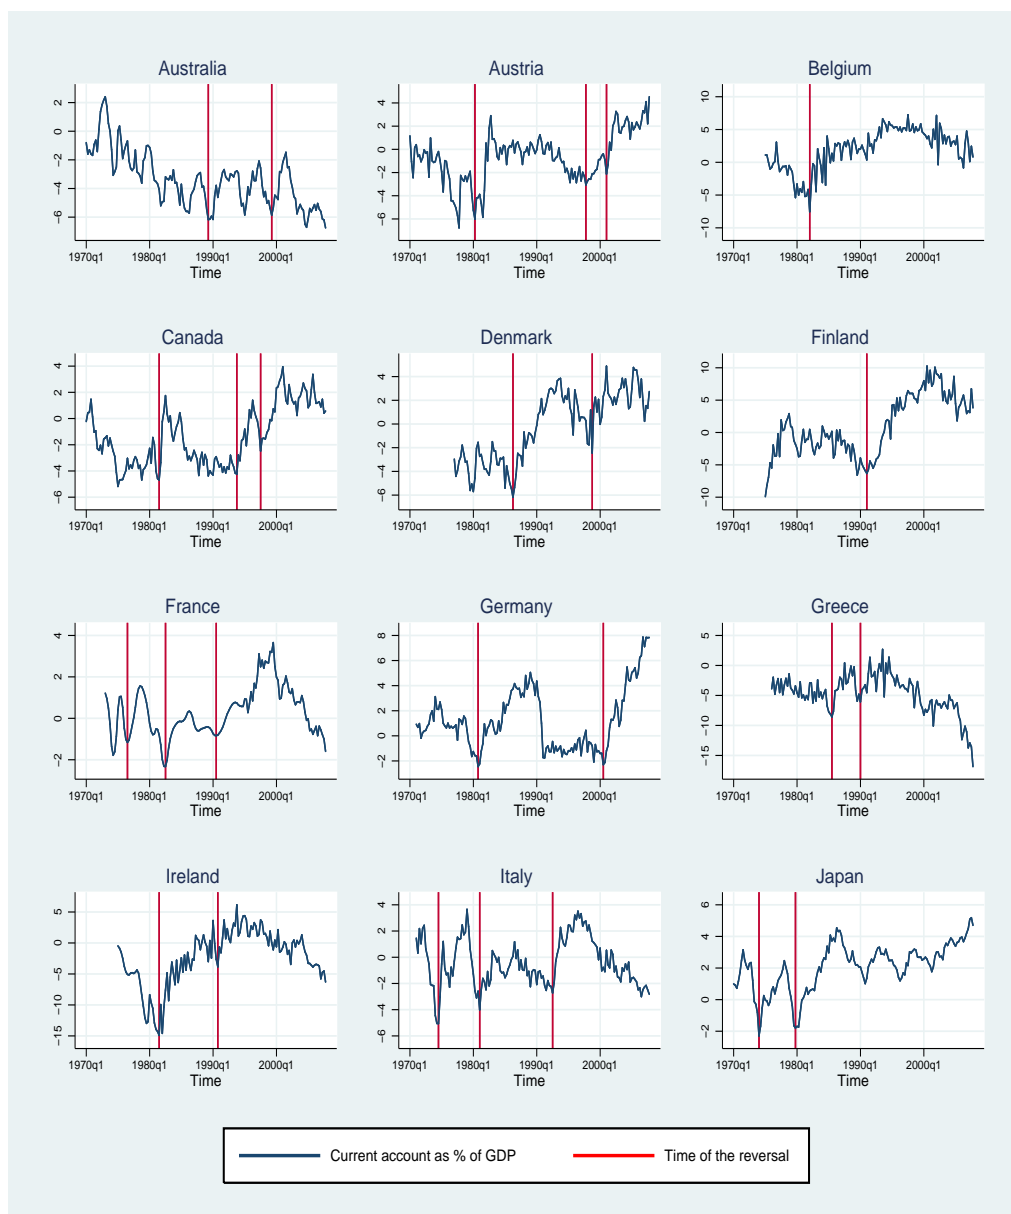 Australia
2
0
−2
−4
−6
1970q1 1980q1 1990q1 2000q1
Time
Austria
4
2
0
−2
−4
−6
1970q1 1980q1 1990q1 2000q1
Time
Belgium
10
5
0
−5
−10
1970q1 1980q1 1990q1 2000q1
Time
Canada
4
2
0
−2
−4
−6
1970q1 1980q1 1990q1 2000q1
Time
Denmark
4
2
0
−2
−4
−6
1970q1 1980q1 1990q1 2000q1
Time
Finland
10
5
0
−5
−10
1970q1 1980q1 1990q1 2000q1
Time
France
4
2
0
−2
1970q1 1980q1 1990q1 2000q1
Time
Germany
8
6
4
2
0
−2
1970q1 1980q1 1990q1 2000q1
Time
Greece
5
0
−5
−10
−15
1970q1 1980q1 1990q1 2000q1
Time
Ireland
5
0
−5
−10
−15
1970q1 1980q1 1990q1 2000q1
Time
Italy
4
2
0
−2
−4
−6
1970q1 1980q1 1990q1 2000q1
Time
Japan
6
4
2
0
−2
1970q1 1980q1 1990q1 2000q1
Time
Current account as % of GDP Time of the reversal